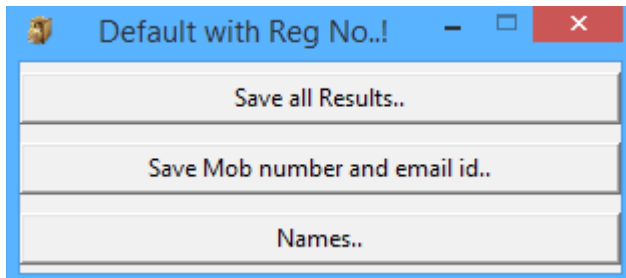 Default with Reg No..!
Save all Results..
Save Mob number and email id..
Names..